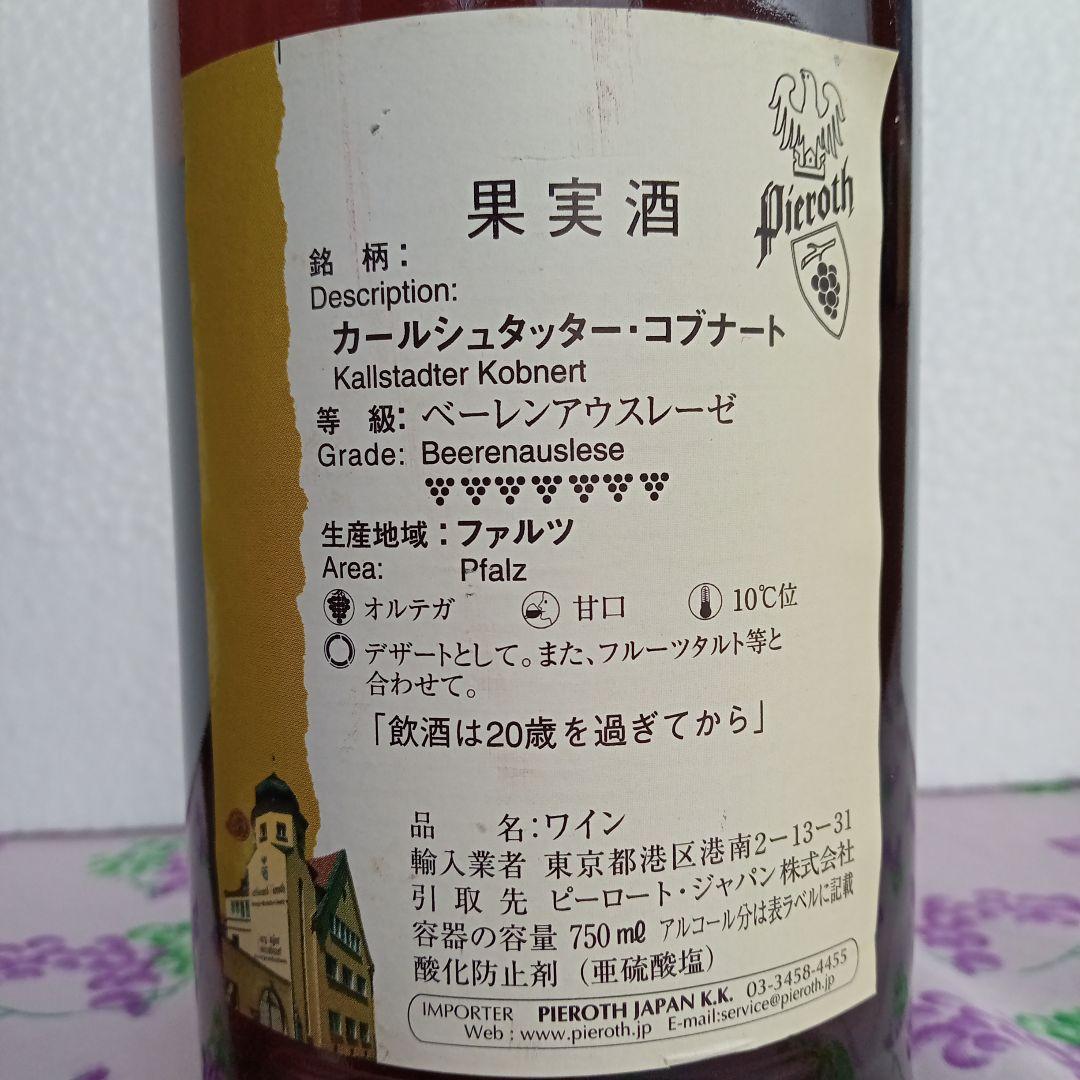 Pieroth
果実酒
銘柄:
Description:
カールシュタッター・コブナート
Kallstadter Kobnert
等級: ベーレンアウスレーゼ
Grade: Beerenauslese
生産地域:ファルツ
Area: Pfalz
オルテガ 甘口 10℃位
デザートとして。また、フルーツタルト等と
合わせて。
「飲酒は20歳を過ぎてから」
品名:ワイン
輸入業者 東京都港区港南2-13-31
引取先 ピーロート・ジャパン株式会社
容器の容量 750mℓ アルコール分は表ラベルに記載
酸化防止剤(亜硫酸塩)
IMPORTER PIEROTH JAPAN K.K. 03-3458-4455
Web : www.pieroth.jp E-mail:service@pieroth.jp